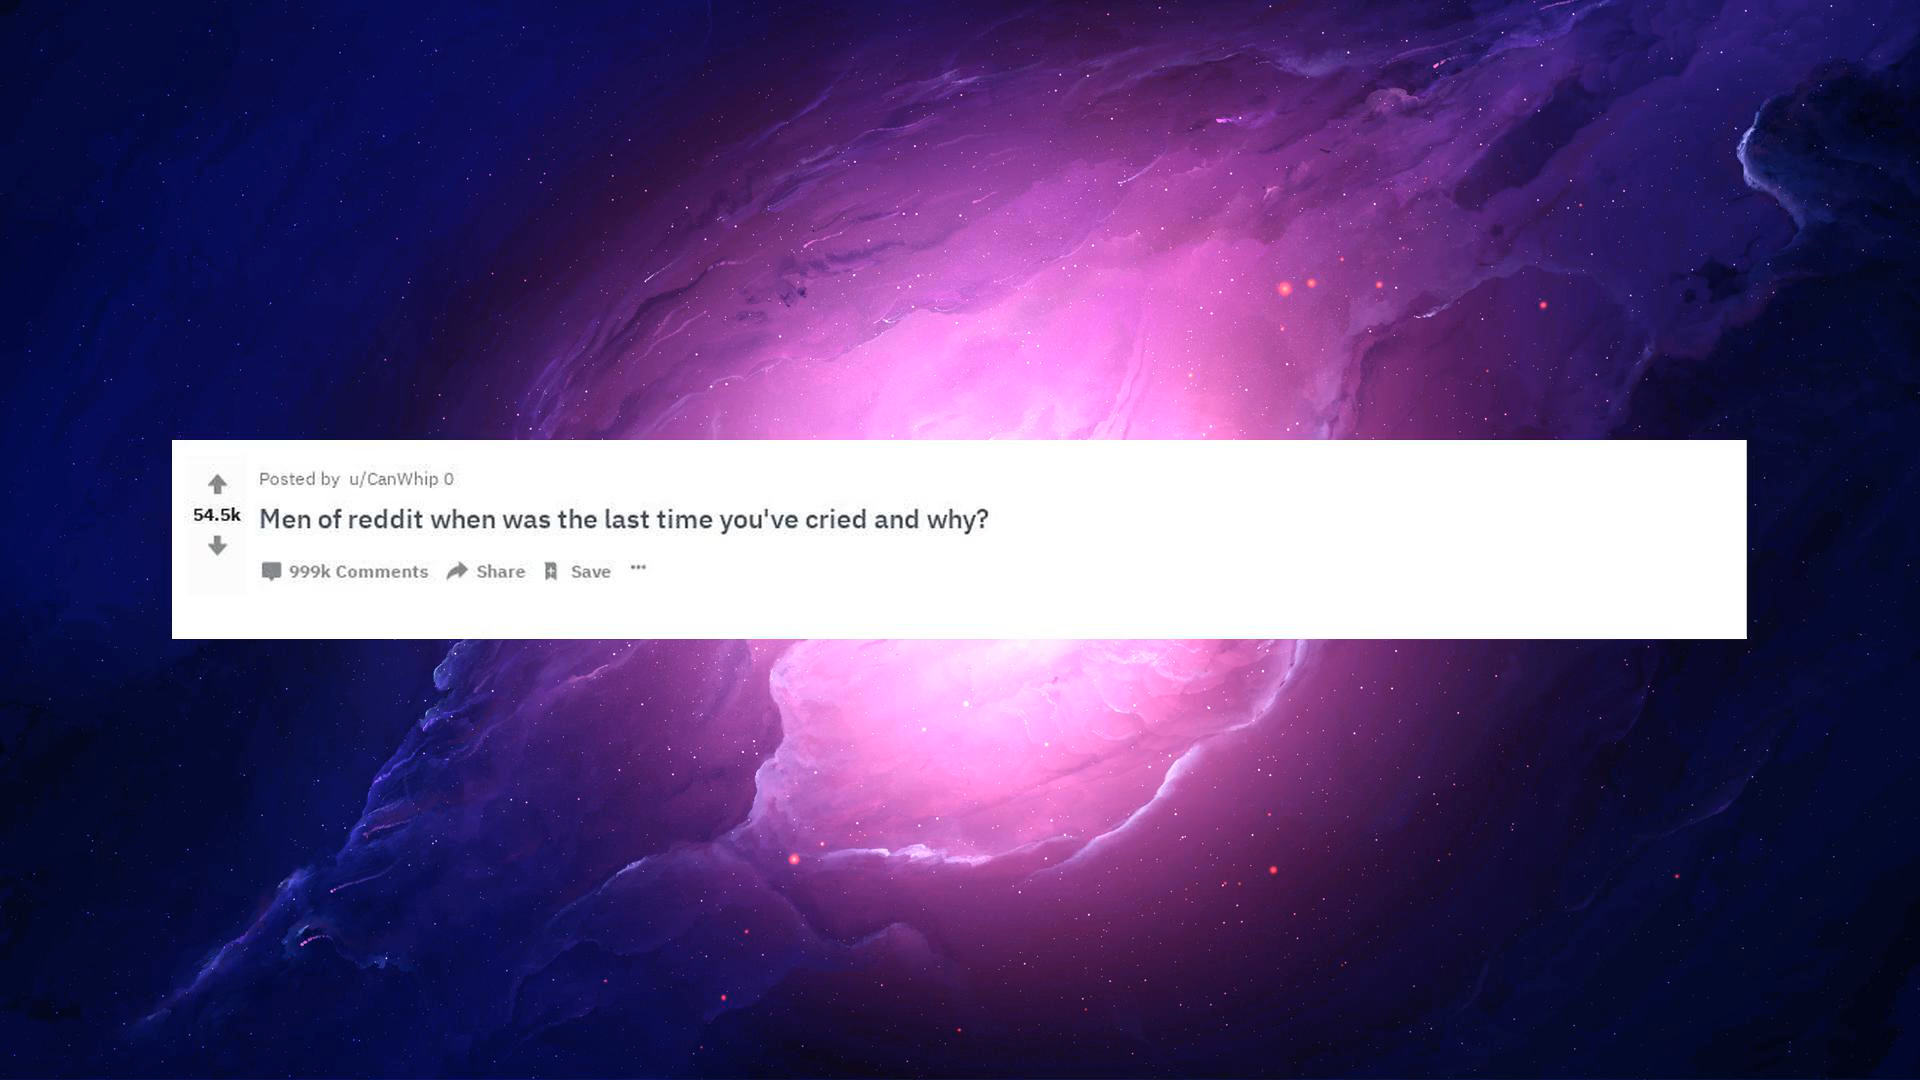 Posted by u/CanWhip 0
54.5k
Men of reddit when was the last time you've cried and why?
999k Comments Share Save ...